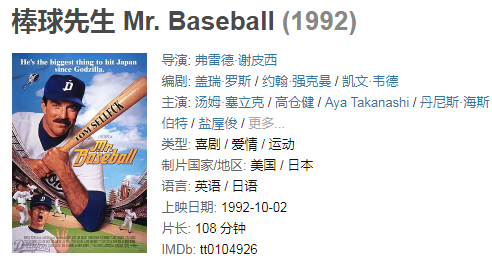 棒球先生 Mr. Baseball (1992)
He's the biggest thing to hit Japan
since Godzilla.
TOM SELLECK
Mr.
Baseball
导演: 弗雷德·谢皮西
编剧: 盖瑞·罗斯 / 约翰·强克曼 / 凯文·韦德
主演: 汤姆·塞立克 / 高仓健 / Aya Takanashi / 丹尼斯·海斯
伯特 / 盐屋俊 / 更多...
类型: 喜剧 / 爱情 / 运动
制片国家/地区: 美国 / 日本
语言: 英语 / 日语
上映日期: 1992-10-02
片长: 108 分钟
IMDb: tt0104926